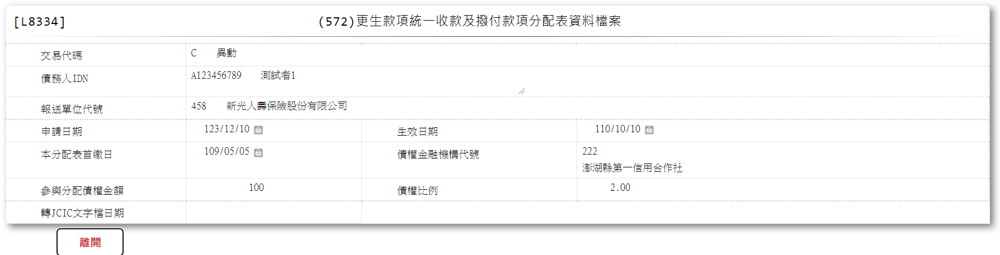 [L8334] (572)更生款項統一收款及撥付款項分配表資料檔案
交易代碼 C 異動
債務人IDN A123456789 測試者1
報送單位代號 458 新光人壽保險股份有限公司
申請日期 123/12/10 生效日期 110/10/10
本分配表首繳日 109/05/05 債權金融機構代號 222
澎湖縣第一信用合作社
參與分配債權金額 100 債權比例 2.00
轉JCIC文字檔日期
離開